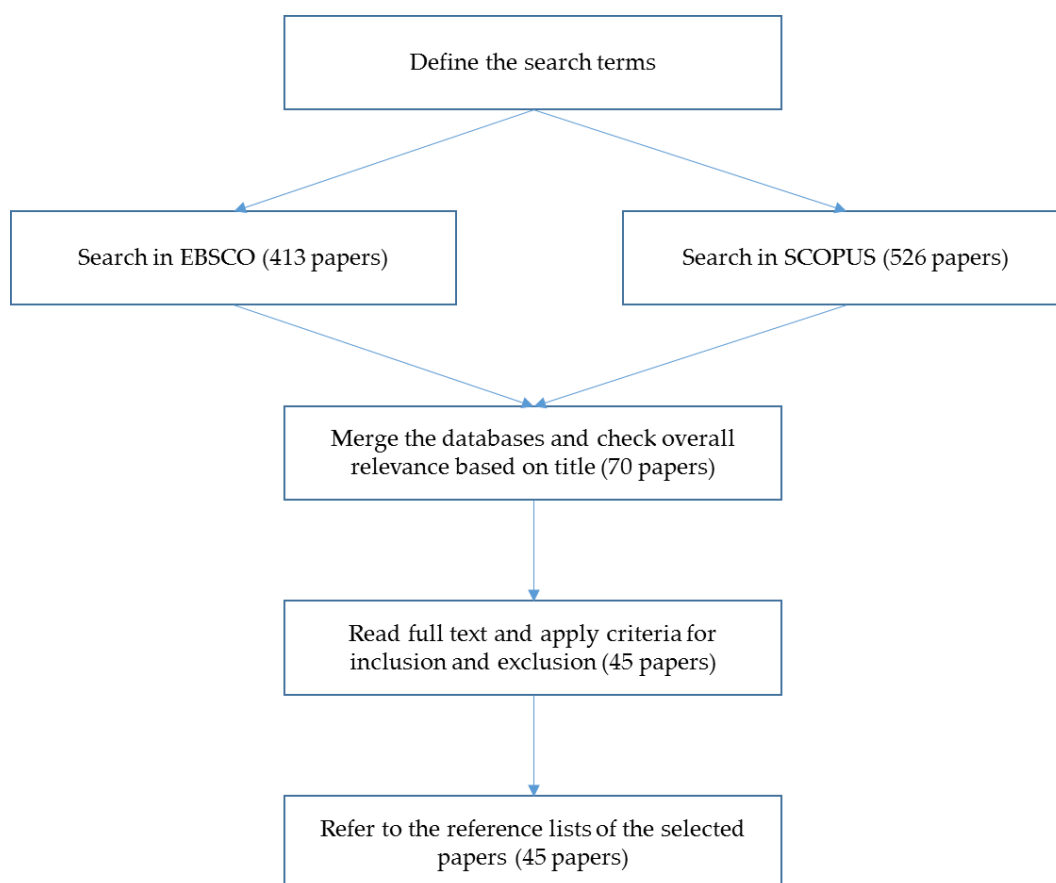 Define the search terms
Search in EBSCO (413 papers)
Search in SCOPUS (526 papers)
Merge the databases and check overall
relevance based on title (70 papers)
Read full text and apply criteria for
inclusion and exclusion (45 papers)
Refer to the reference lists of the selected
papers (45 papers)